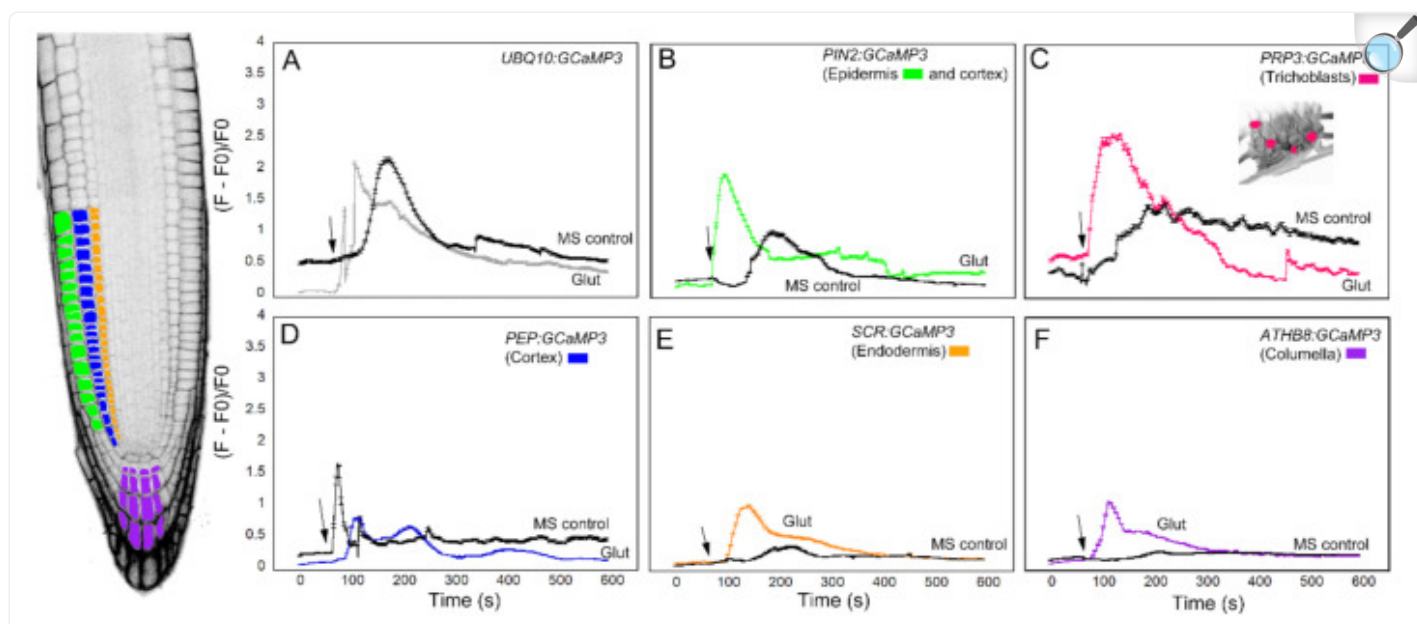 A
UBQ10:GCaMP3
4
3.5
3
2.5
2
1.5
1
0.5
0
(F - F0)/F0
MS control
Glut
B
PIN2:GCaMP3
(Epidermis and cortex)
Glut
MS control
C
PRP3:GCaMP
(Trichoblasts)
MS control
Glut
D
PEP:GCaMP3
(Cortex)
4
3.5
3
2.5
2
1.5
1
0.5
0
(F - F0)/F0
MS control
Glut
0 100 200 300 400 500 600
Time (s)
E
SCR:GCaMP3
(Endodermis)
Glut
MS control
0 100 200 300 400 500 600
Time (s)
F
ATHB8:GCaMP3
(Columella)
Glut
MS control
0 100 200 300 400 500 600
Time (s)